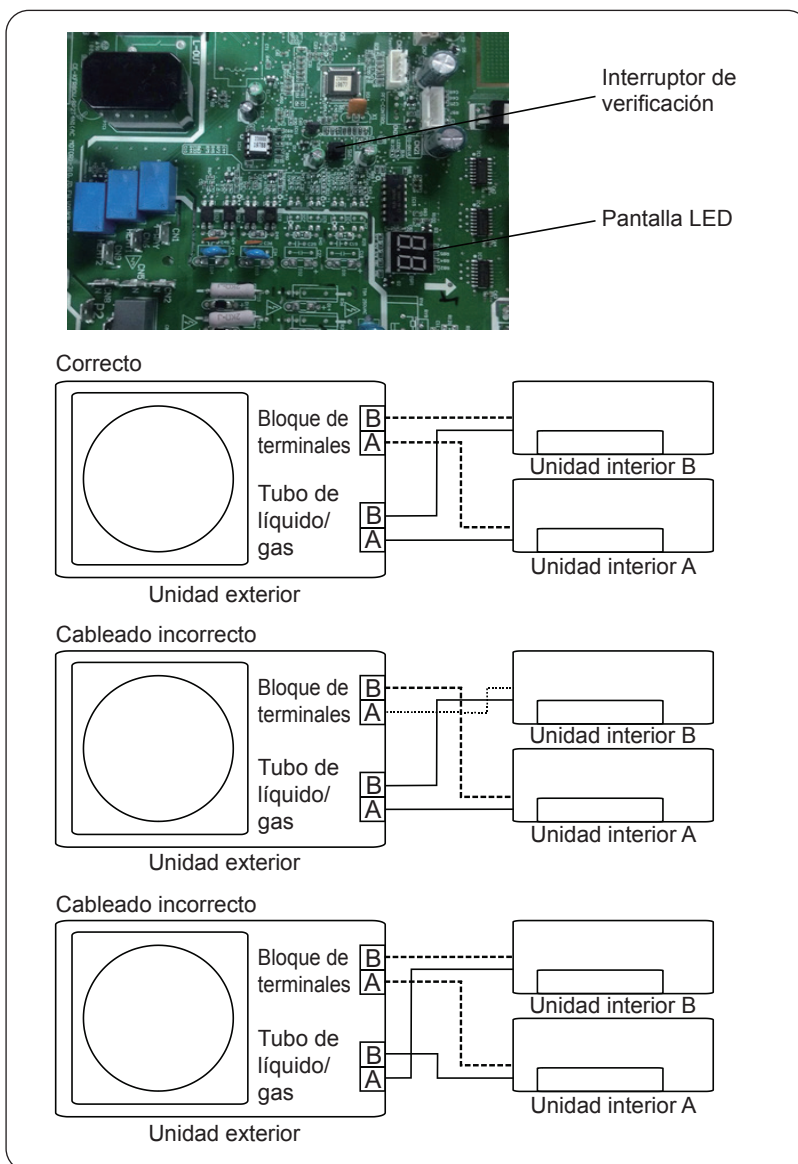 L-OUT
Interruptor de
verificación
Pantalla LED
Correcto
Bloque de
terminales
B
A
Tubo de
líquido/
gas
B
A
Unidad exterior
Unidad interior B
Unidad interior A
Cableado incorrecto
Bloque de
terminales
B
A
Tubo de
líquido/
gas
B
A
Unidad exterior
Unidad interior B
Unidad interior A
Cableado incorrecto
Bloque de
terminales
B
A
Tubo de
líquido/
gas
B
A
Unidad exterior
Unidad interior B
Unidad interior A